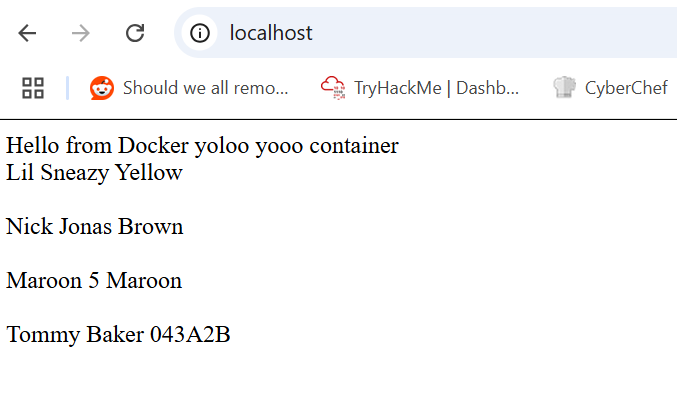 localhost
Should we all remo...
TryHackMe | Dashb...
CyberChef
Hello from Docker yoloo yooo container
Lil Sneazy Yellow
Nick Jonas Brown
Maroon 5 Maroon
Tommy Baker 043A2B